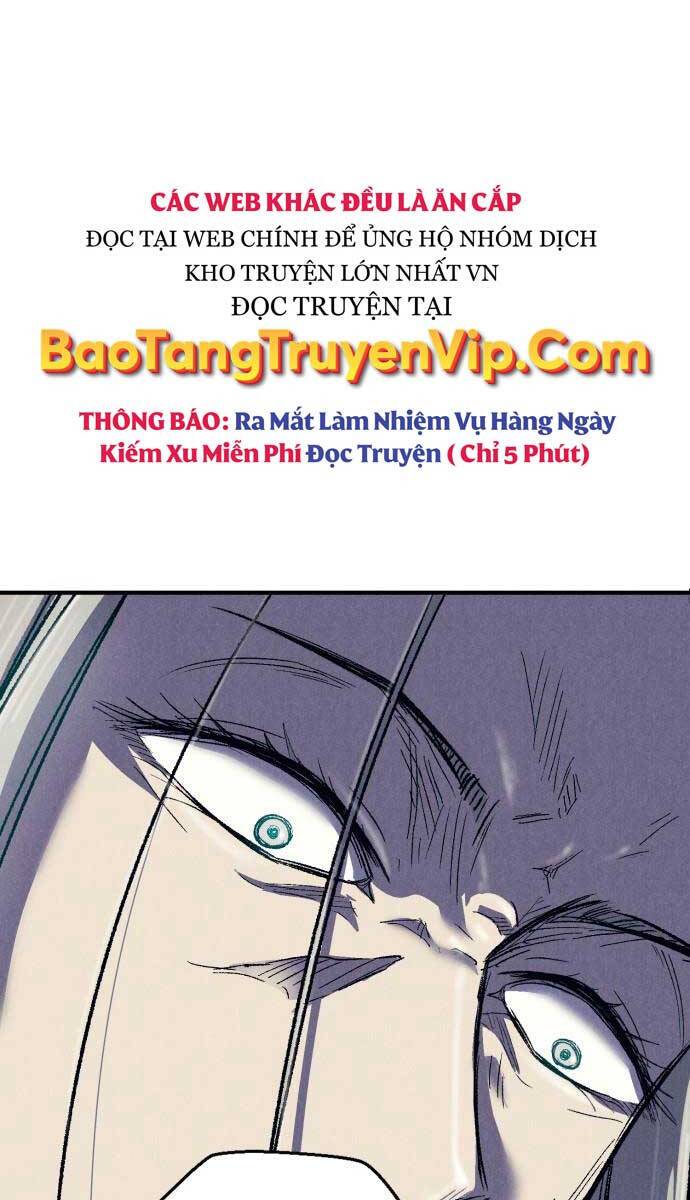 CÁC WEB KHÁC ĐỀU LÀ ĂN CẮP
ĐỌC TẠI WEB CHÍNH ĐỂ ỦNG HỘ NHÓM DỊCH
KHO TRUYỆN LỚN NHẤT VN
ĐỌC TRUYỆN TẠI
BaoTangTruyenVip.Com
THÔNG BÁO: Ra Mắt Làm Nhiệm Vụ Hàng Ngày
Kiếm Xu Miễn Phí Đọc Truyện ( Chỉ 5 Phút)